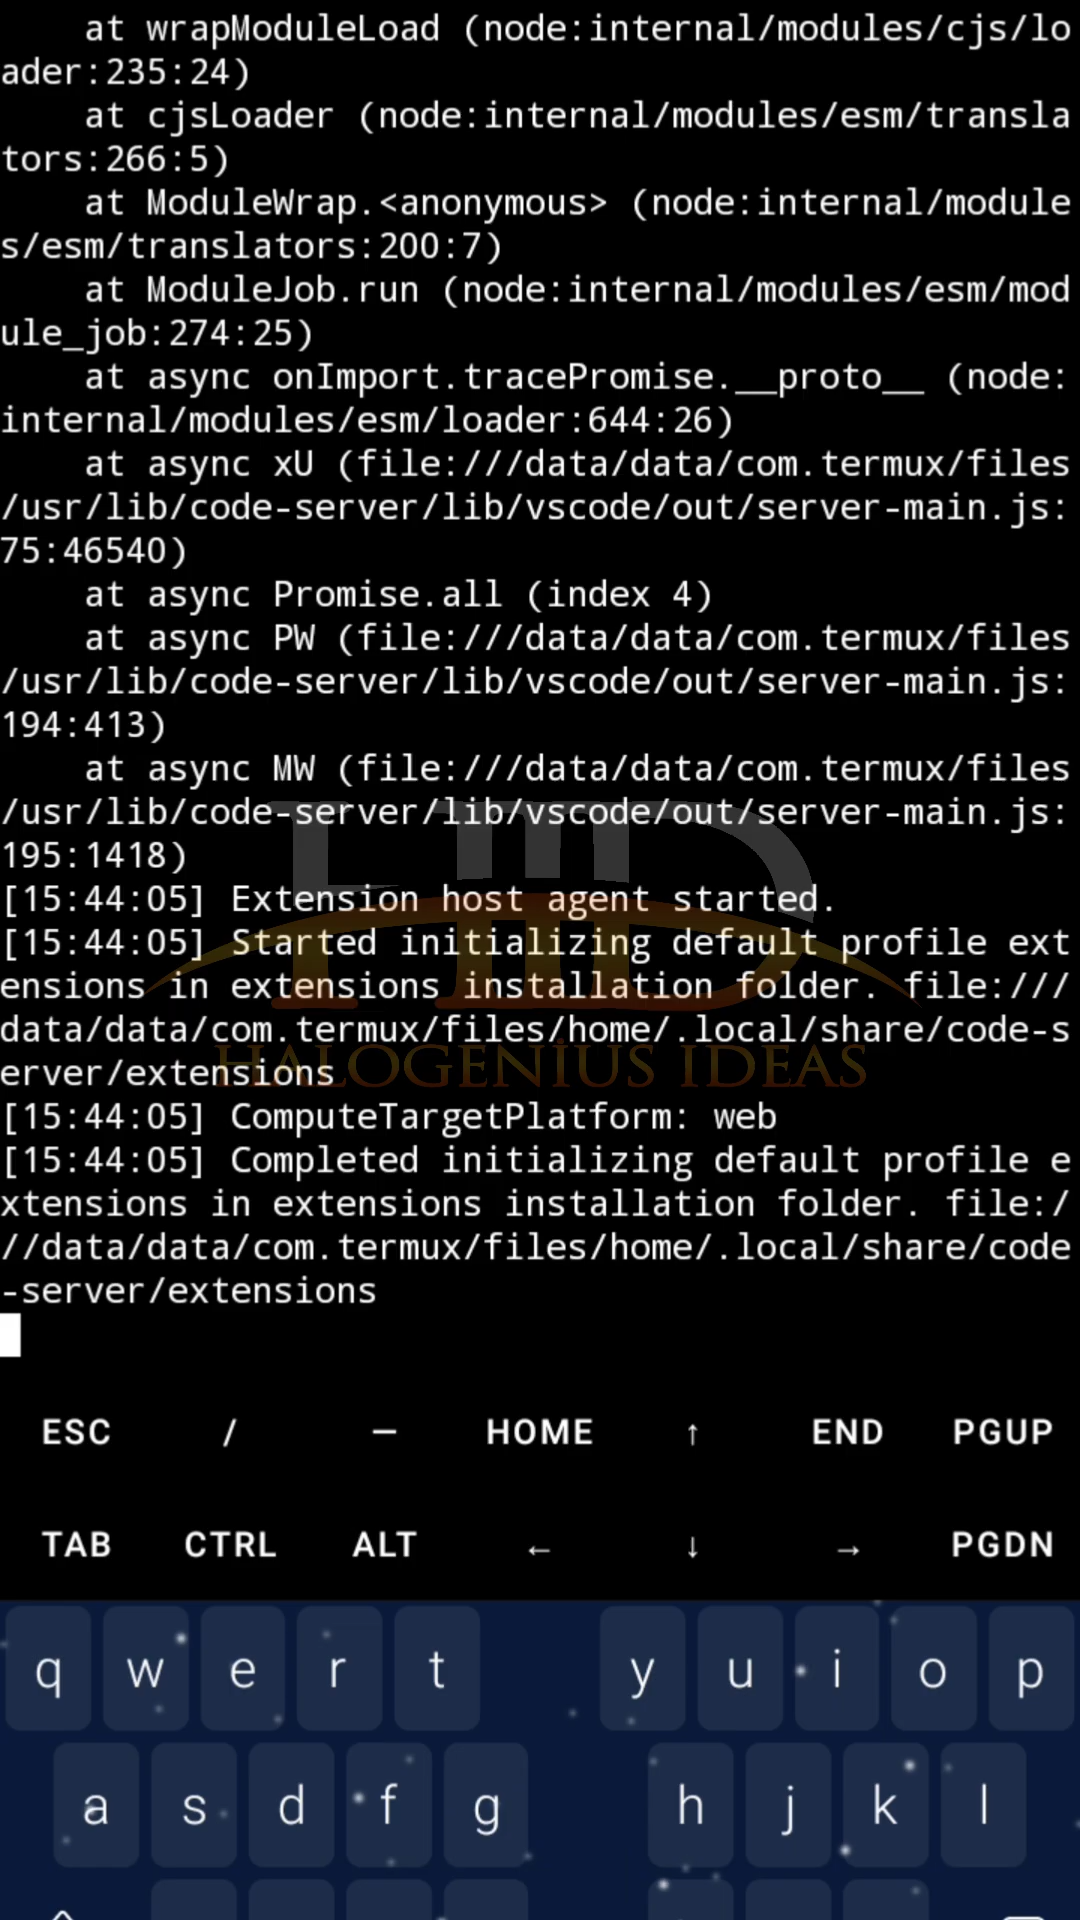 at wrapModuleLoad (node:internal/modules/cjs/lo
ader:235:24)
    at cjsLoader (node:internal/modules/esm/transla
tors:266:5)
    at ModuleWrap.<anonymous> (node:internal/module
s/esm/translators:200:7)
    at ModuleJob.run (node:internal/modules/esm/mod
ule_job:274:25)
    at async onImport.tracePromise.__proto__ (node:
internal/modules/esm/loader:644:26)
    at async xU (file:///data/data/com.termux/files
/usr/lib/code-server/lib/vscode/out/server-main.js:
75:46540)
    at async Promise.all (index 4)
    at async PW (file:///data/data/com.termux/files
/usr/lib/code-server/lib/vscode/out/server-main.js:
194:413)
    at async MW (file:///data/data/com.termux/files
/usr/lib/code-server/lib/vscode/out/server-main.js:
195:1418)
[15:44:05] Extension host agent started.
[15:44:05] Started initializing default profile ext
ensions in extensions installation folder. file:///
data/data/com.termux/files/home/.local/share/code-s
erver/extensions
HALOGENIUS IDEAS
[15:44:05] ComputeTargetPlatform: web
[15:44:05] Completed initializing default profile e
xtensions in extensions installation folder. file:/
//data/data/com.termux/files/home/.local/share/code
-server/extensions
ESC / — HOME ↑ END PGUP
TAB CTRL ALT ← ↓ → PGDN
q w e r t y u i o p
a s d f g h j k l